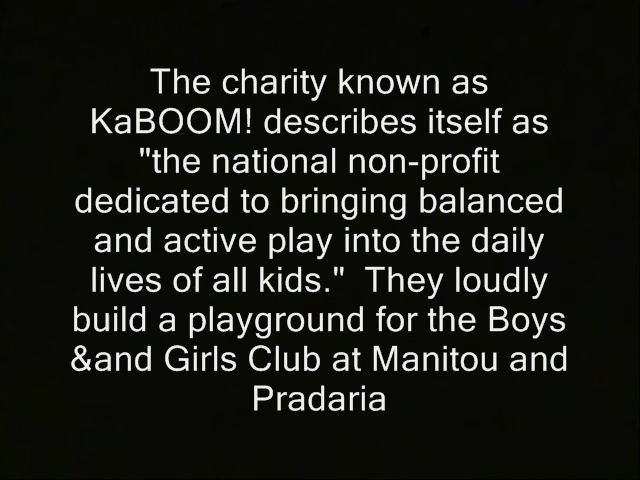 The charity known as
KaBOOM! describes itself as
"the national non-profit
dedicated to bringing balanced
and active play into the daily
lives of all kids."  They loudly
build a playground for the Boys
&and Girls Club at Manitou and
Pradaria